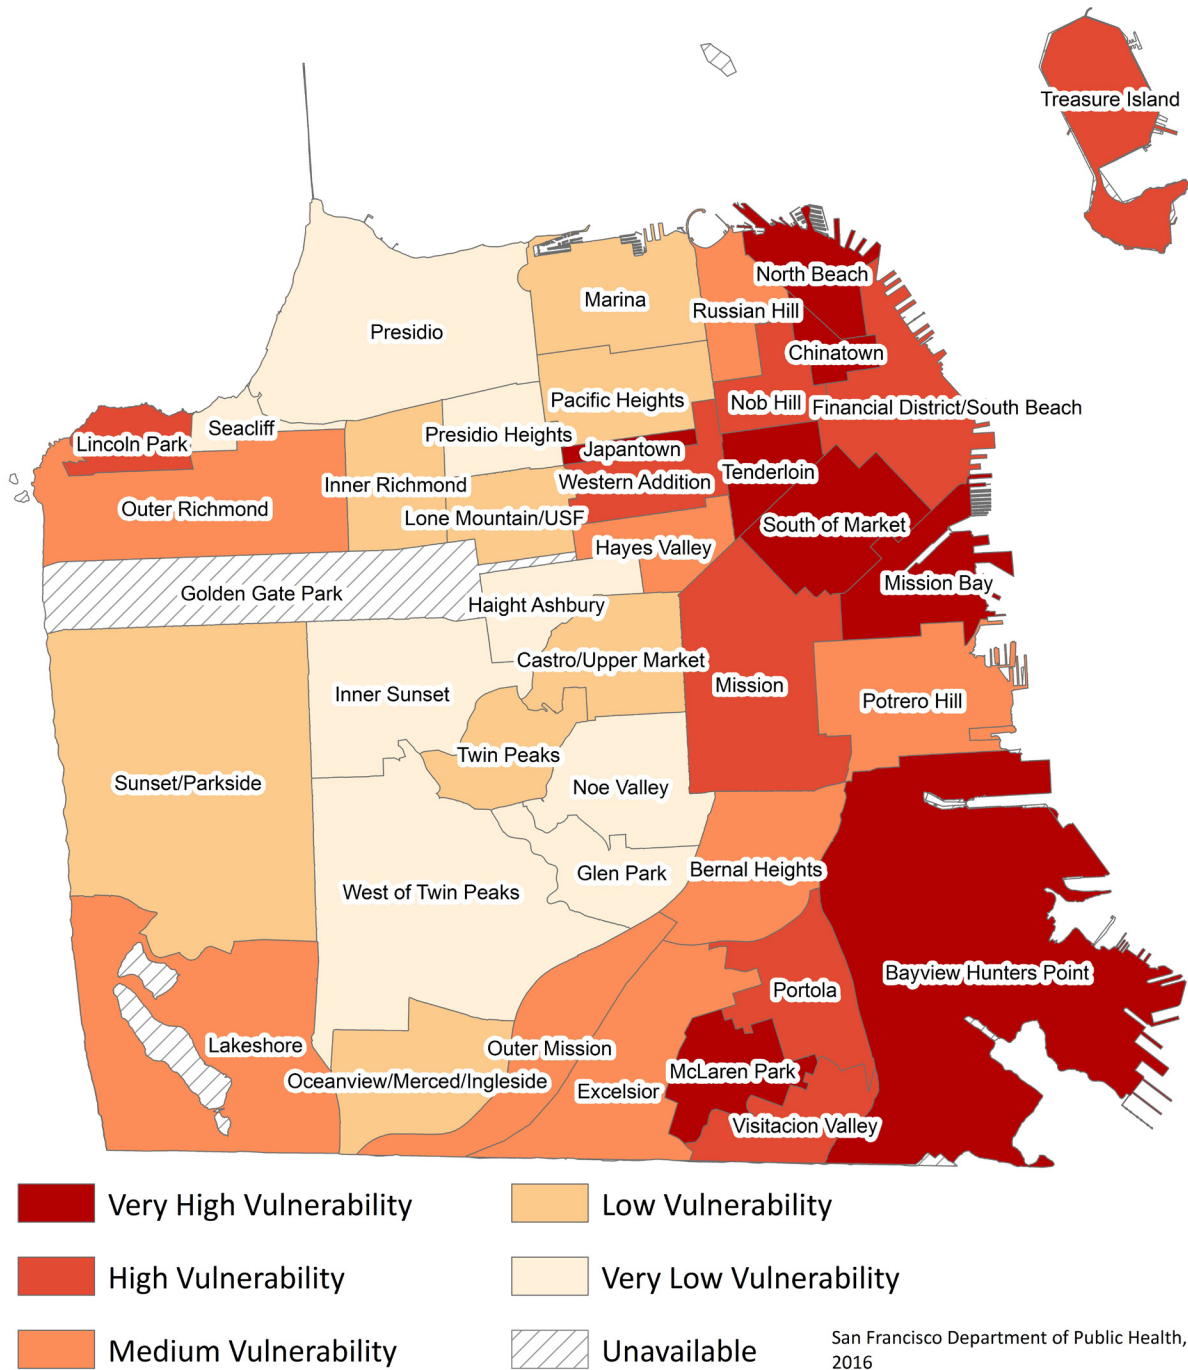 Treasure Island
North Beach
Marina
Russian Hill
Presidio
Chinatown
Pacific Heights
Nob Hill
Financial District/South Beach
Seacliff
Presidio Heights
Lincoln Park
Japantown
Tenderloin
Inner Richmond
Western Addition
Outer Richmond
Lone Mountain/USF
South of Market
Hayes Valley
Mission Bay
Golden Gate Park
Haight Ashbury
Castro/Upper Market
Mission
Inner Sunset
Potrero Hill
Twin Peaks
Sunset/Parkside
Noe Valley
Bernal Heights
Glen Park
West of Twin Peaks
Bayview Hunters Point
Portola
Lakeshore
Outer Mission
McLaren Park
Oceanview/Merced/Ingleside
Excelsior
Visitacion Valley
Very High Vulnerability
Low Vulnerability
High Vulnerability
Very Low Vulnerability
Medium Vulnerability
Unavailable
San Francisco Department of Public Health,
2016